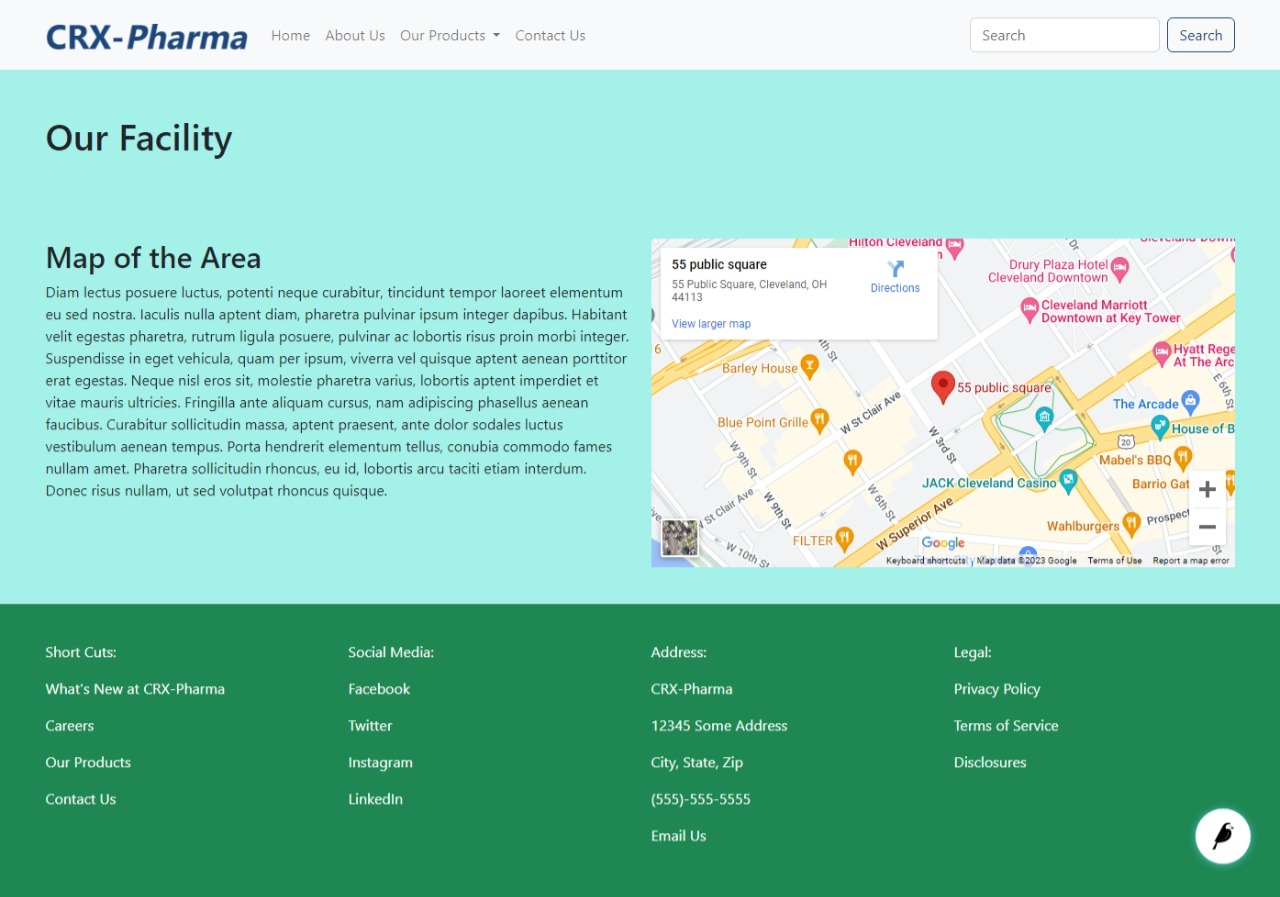 CRX-Pharma
Home
About Us
Our Products
Contact Us
Search
Search
Our Facility
Map of the Area
Diam lectus posuere luctus, potenti neque curabitur, tincidunt tempor laoreet elementum
eu sed nostra. Iaculis nulla aptent diam, pharetra pulvinar ipsum integer dapibus. Habitant
velit egestas pharetra, rutrum ligula posuere, pulvinar ac lobortis risus proin morbi integer.
Suspendisse in eget vehicula, quam per ipsum, viverra vel quisque aptent aenean porttitor
erat egestas. Neque nisl eros sit, molestie pharetra varius, lobortis aptent imperdiet et
vitae mauris ultricies. Fringilla ante aliquam cursus, nam adipiscing phasellus aenean
faucibus. Curabitur sollicitudin massa, aptent praesent, ante dolor sodales luctus
vestibulum aenean tempus. Porta hendrerit elementum tellus, conubia commodo fames
nullam amet. Pharetra sollicitudin rhoncus, eu id, lobortis arcu taciti etiam interdum.
Donec risus nullam, ut sed volutpat rhoncus quisque.
55 public square
55 Public Square, Cleveland, OH
44113
Directions
View larger map
Hilton Cleveland
Drury Plaza Hotel
Cleveland Downtown
Cleveland Marriott
Downtown at Key Tower
Hyatt Rege
At The Arc
6
Barley House
55 public square
E 6th St
The Arcade
Blue Point Grille
W St Clair Ave
House of B
W 3rd St
20
Mabel's BBQ
W 9th St
JACK Cleveland Casino
Barrio Gat
W 6th St
W St Clair Ave
W 9th St
W Superior Ave
Wahlburgers
Prospect
FILTER
W 10th St
Google
Keyboard shortcuts
Map data ©2023 Google
Terms of Use
Report a map error
Short Cuts:
What's New at CRX-Pharma
Careers
Our Products
Contact Us
Social Media:
Facebook
Twitter
Instagram
LinkedIn
Address:
CRX-Pharma
12345 Some Address
City, State, Zip
(555)-555-5555
Email Us
Legal:
Privacy Policy
Terms of Service
Disclosures